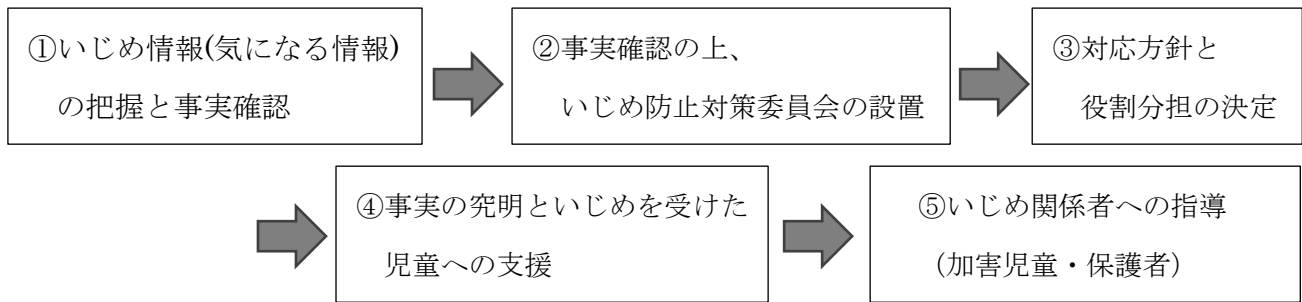 ①いじめ情報(気になる情報)
の把握と事実確認
②事実確認の上、
いじめ防止対策委員会の設置
③対応方針と
役割分担の決定
④事実の究明といじめを受けた
児童への支援
⑤いじめ関係者への指導
（加害児童・保護者）